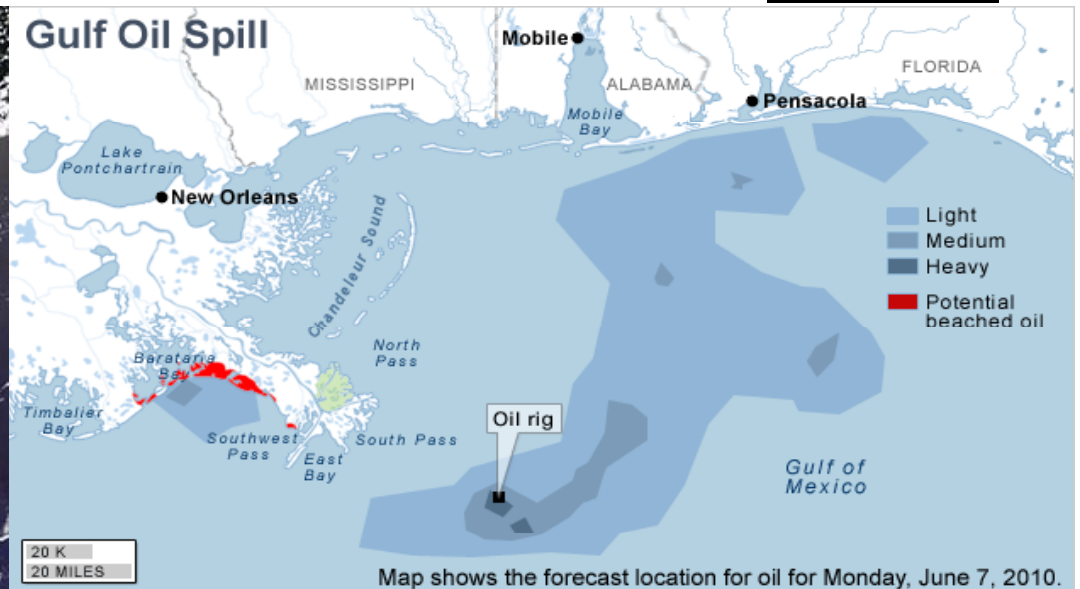 Gulf Oil Spill
Mobile
MISSISSIPPI
ALABAMA
FLORIDA
Pensacola
Mobile
Bay
Lake
Pontchartrain
New Orleans
Chandeleur Sound
Light
Medium
Heavy
Potential
beached oil
North
Pass
Barataria
Bay
Timbalier
Bay
Southwest
Pass
South Pass
East
Bay
Oil rig
Gulf of
Mexico
20 K
20 MILES
Map shows the forecast location for oil for Monday, June 7, 2010.